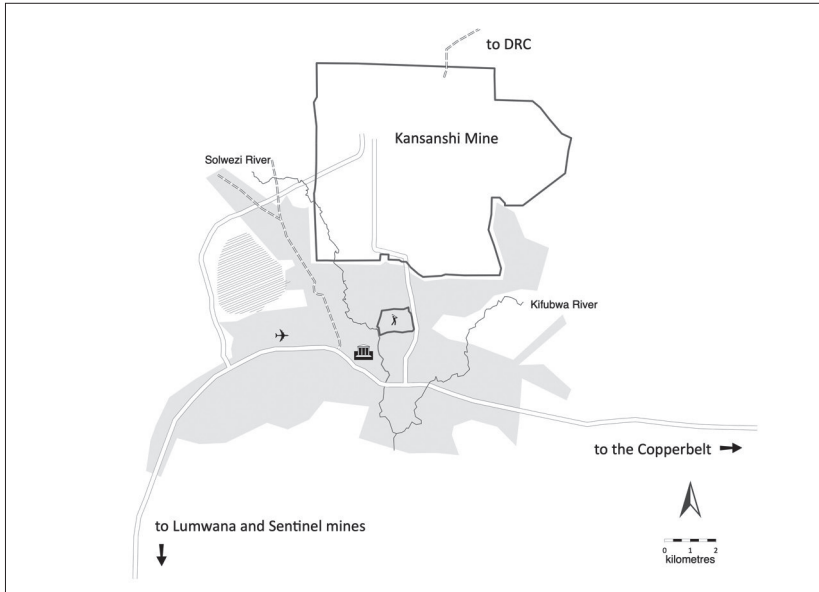 to DRC
Kansanshi Mine
Solwezi River
Kifubwa River
to the Copperbelt
to Lumwana and Sentinel mines
0 1 2
kilometres